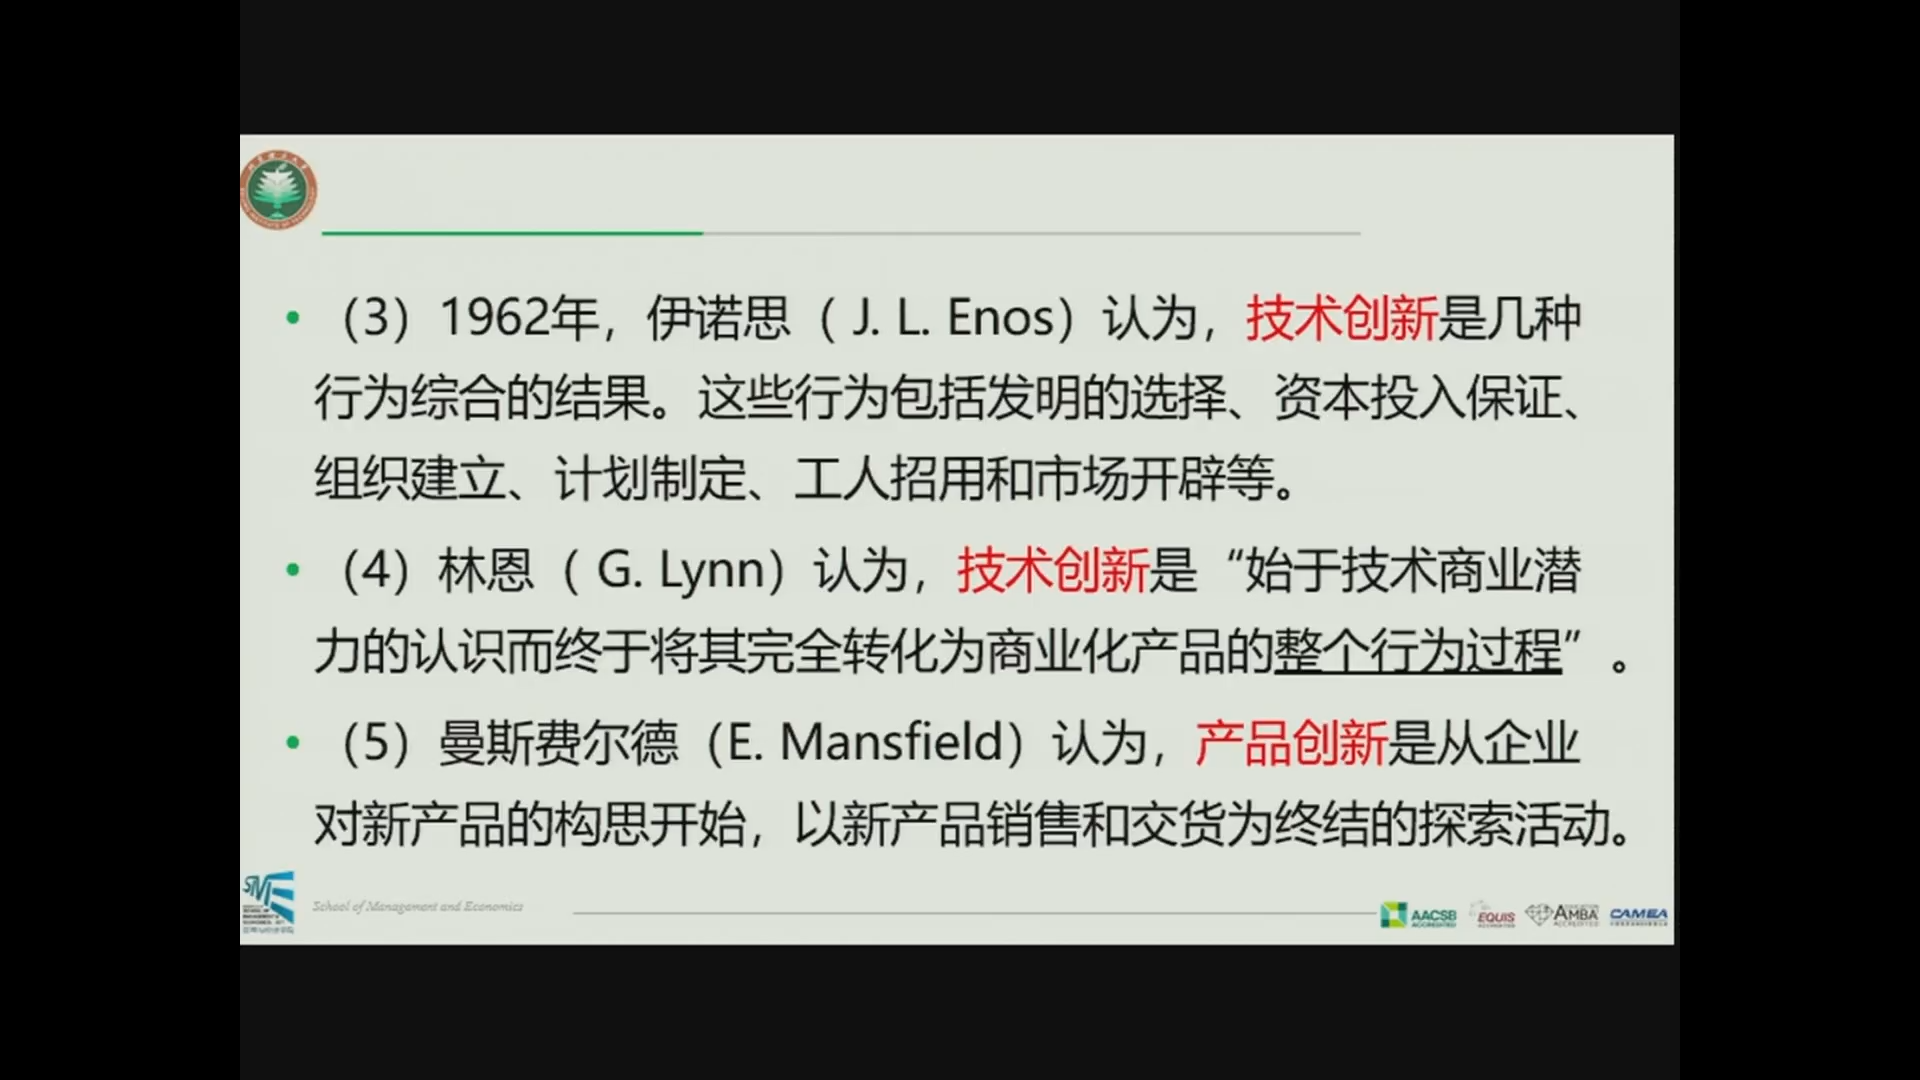 （3）1962年，伊诺思（ J. L. Enos）认为，技术创新是几种
行为综合的结果。这些行为包括发明的选择、资本投入保证、
组织建立、计划制定、工人招用和市场开辟等。
（4）林恩（ G. Lynn）认为，技术创新是“始于技术商业潜
力的认识而终于将其完全转化为商业化产品的整个行为过程”。
（5）曼斯费尔德（E. Mansfield）认为，产品创新是从企业
对新产品的构思开始，以新产品销售和交货为终结的探索活动。
School of Management and Economics
AACSB ACCREDITED
EQUIS ACCREDITED
AMBA ACCREDITED
CAMEA